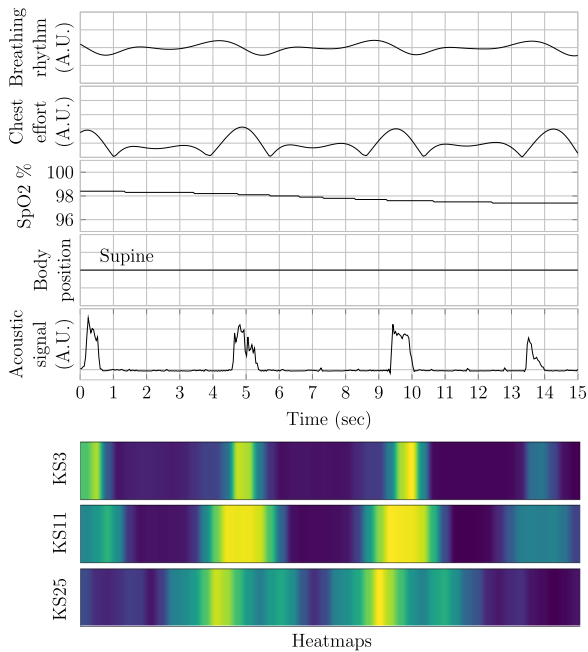 Breathing
rhythm
(A.U.)
Chest
effort
(A.U.)
SpO2 %
100
98
96
Body
position
Supine
Acoustic
signal
(A.U.)
0 1 2 3 4 5 6 7 8 9 10 11 12 13 14 15
Time (sec)
KS3
KS11
KS25
Heatmaps